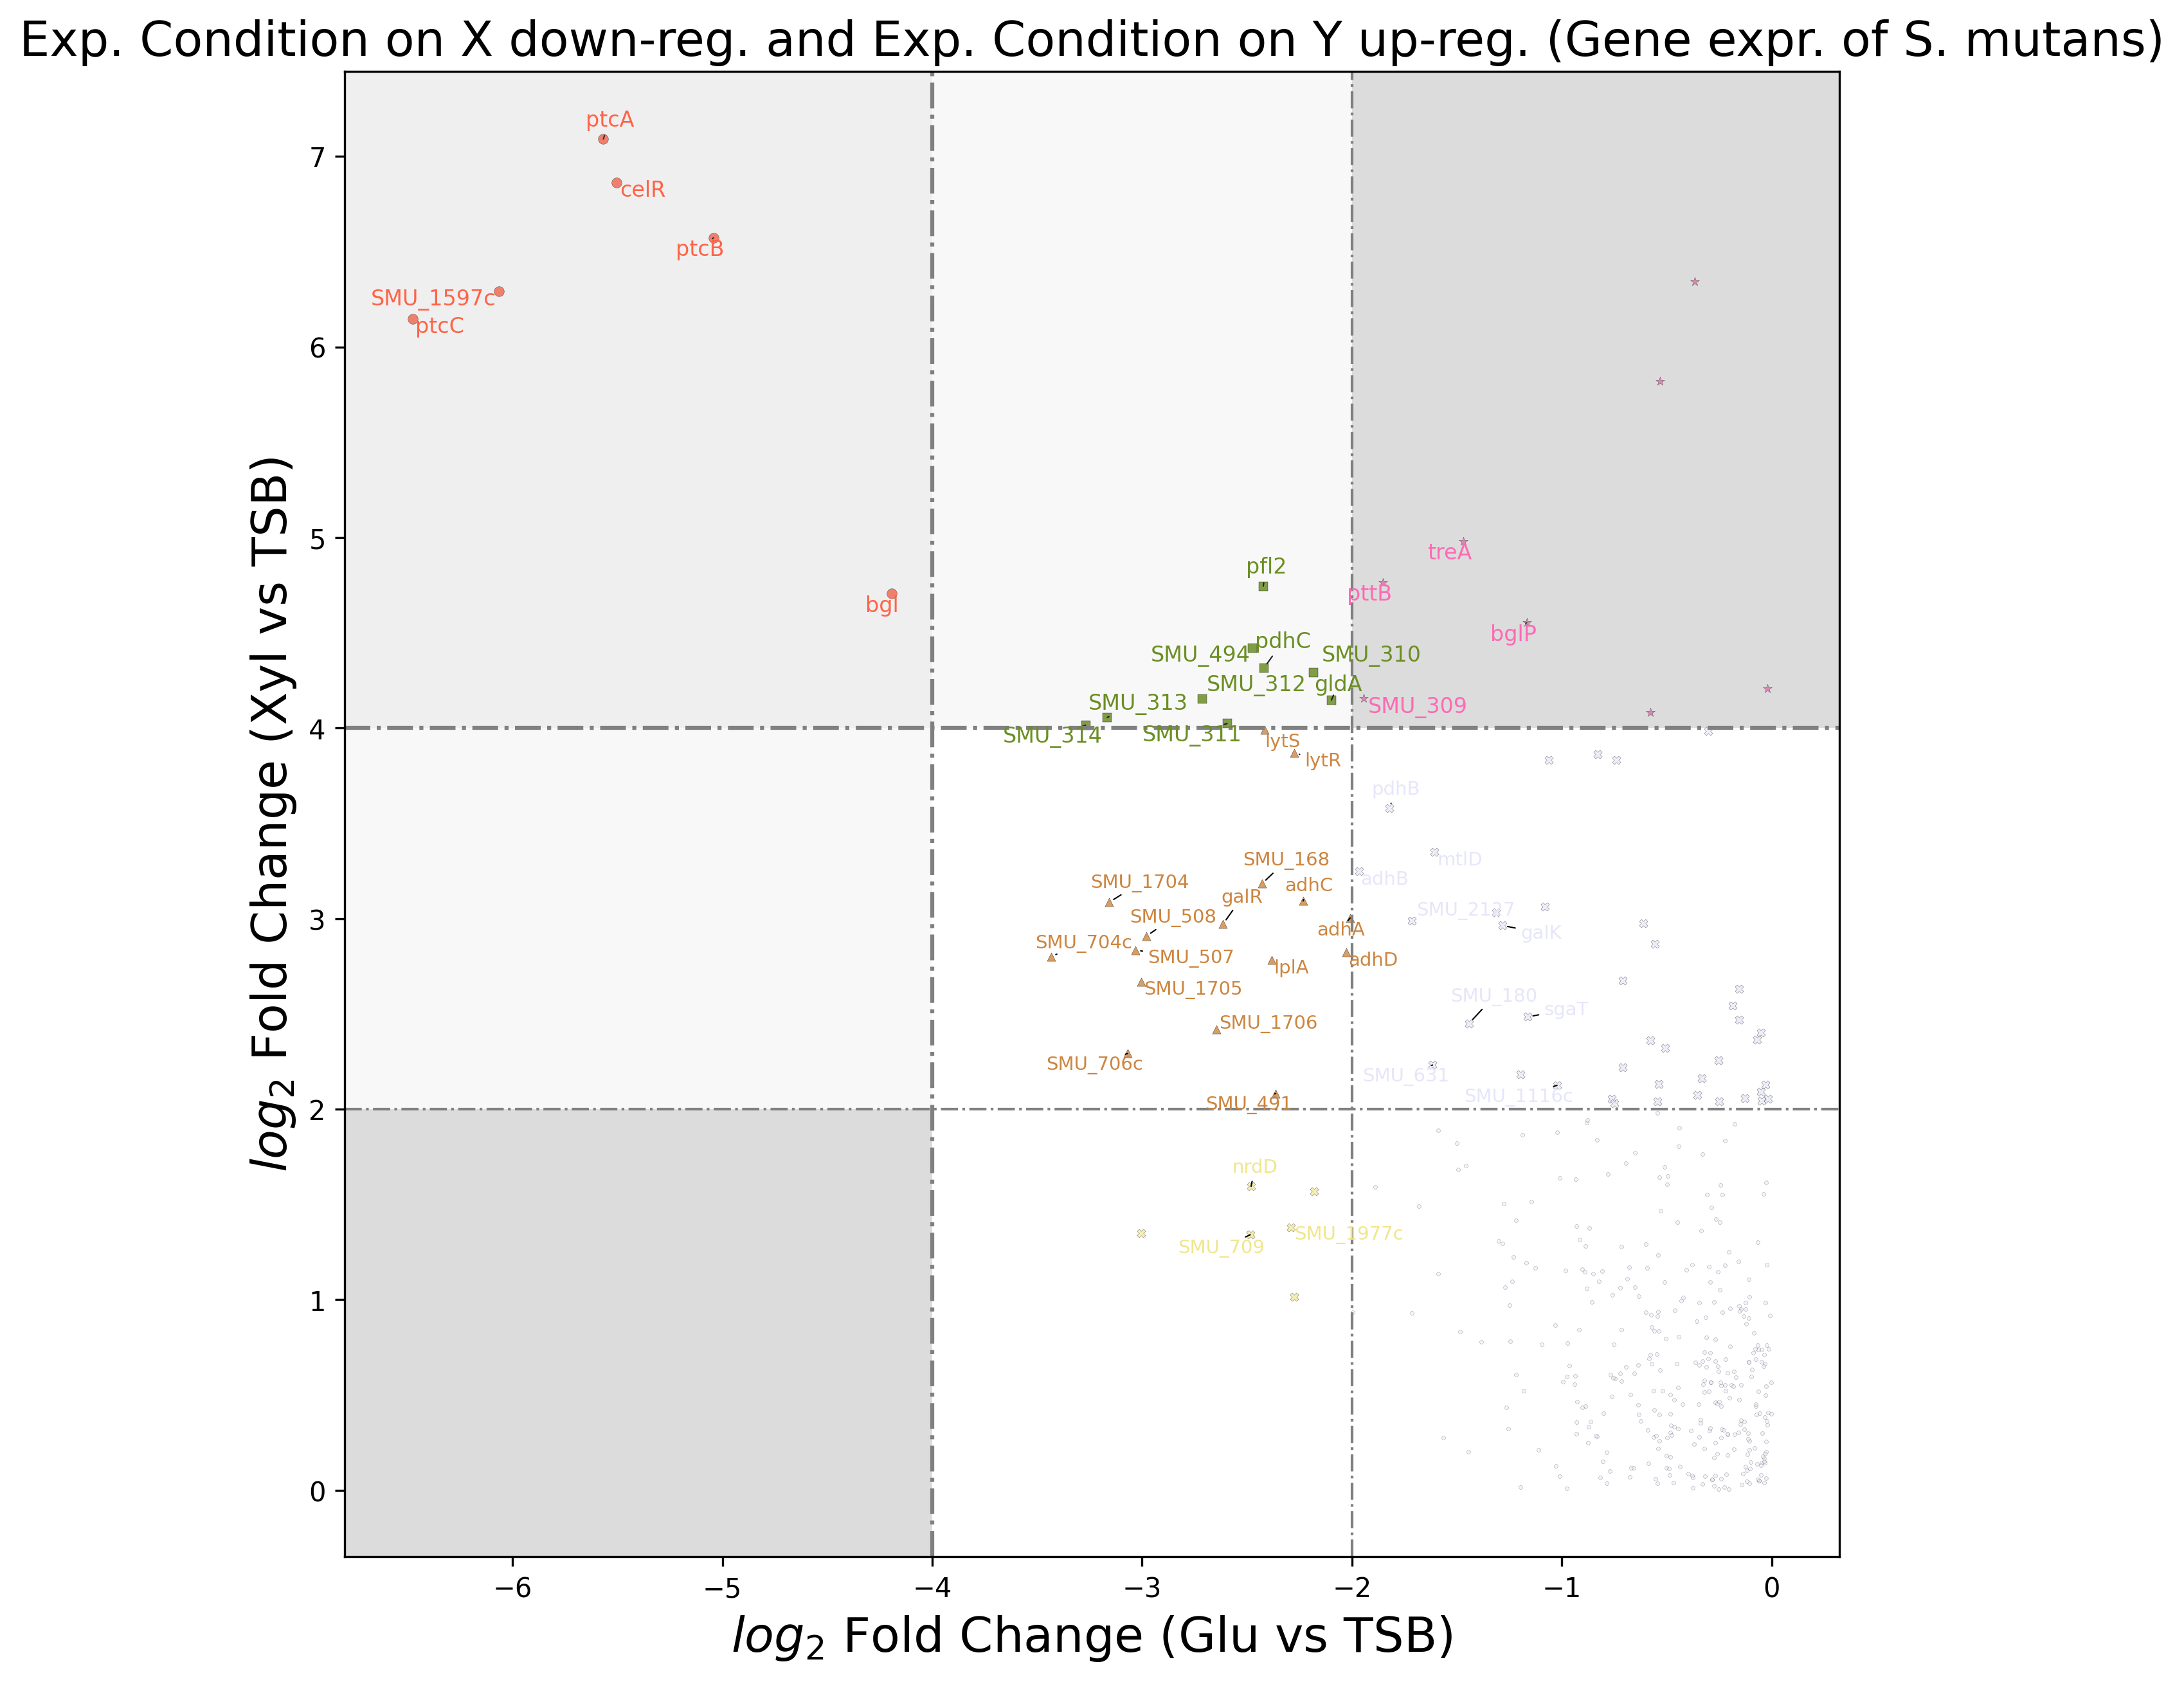 Exp. Condition on X down-reg. and Exp. Condition on Y up-reg. (Gene expr. of S. mutans)
log2 Fold Change (Xyl vs TSB)
7
6
5
4
3
2
1
0
ptcA
celR
ptcB
SMU_1597c
ptcC
bgl
pfl2
pdhC
SMU_494
SMU_310
SMU_312
gldA
SMU_313
SMU_314
SMU_311
treA
pttB
bglP
SMU_309
lytS
lytR
pdhB
mtlD
adhB
SMU_2127
galK
SMU_168
SMU_1704
adhC
galR
SMU_508
adhA
SMU_704c
SMU_507
lplA
adhD
SMU_1705
SMU_180
sgaT
SMU_1706
SMU_706c
SMU_631
SMU_1116c
SMU_491
nrdD
SMU_1977c
SMU_709
−6
−5
−4
−3
−2
−1
0
log2 Fold Change (Glu vs TSB)